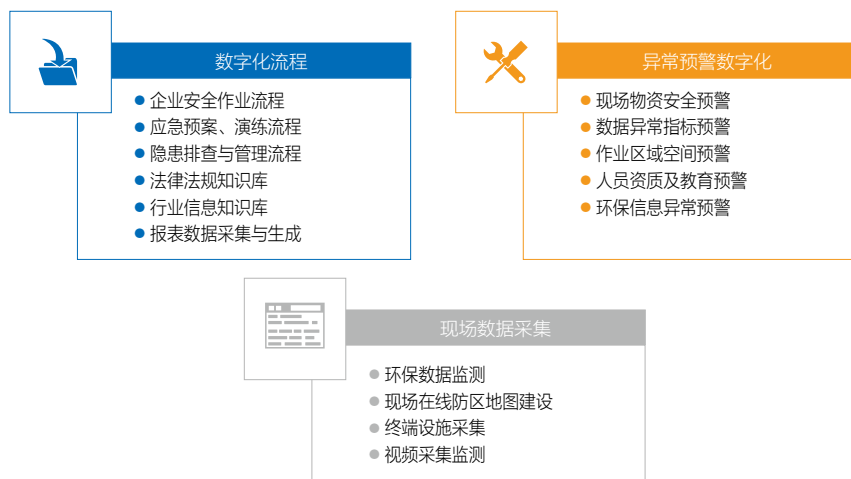 数字化流程
企业安全作业流程
应急预案、演练流程
隐患排查与管理流程
法律法规知识库
行业信息知识库
报表数据采集与生成
异常预警数字化
现场物资安全预警
数据异常指标预警
作业区域空间预警
人员资质及教育预警
环保信息异常预警
现场数据采集
环保数据监测
现场在线防区地图建设
终端设施采集
视频采集监测